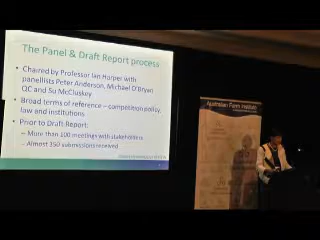 The Panel & Draft Report process
• Chaired by Professor Ian Harper with
panellists Peter Anderson, Michael O'Bryan
QC and Su McCluskey
• Broad terms of reference – competition policy,
law and institutions
• Prior to Draft Report:
– More than 100 meetings with stakeholders
– Almost 350 submissions received
Australian Farm Institute